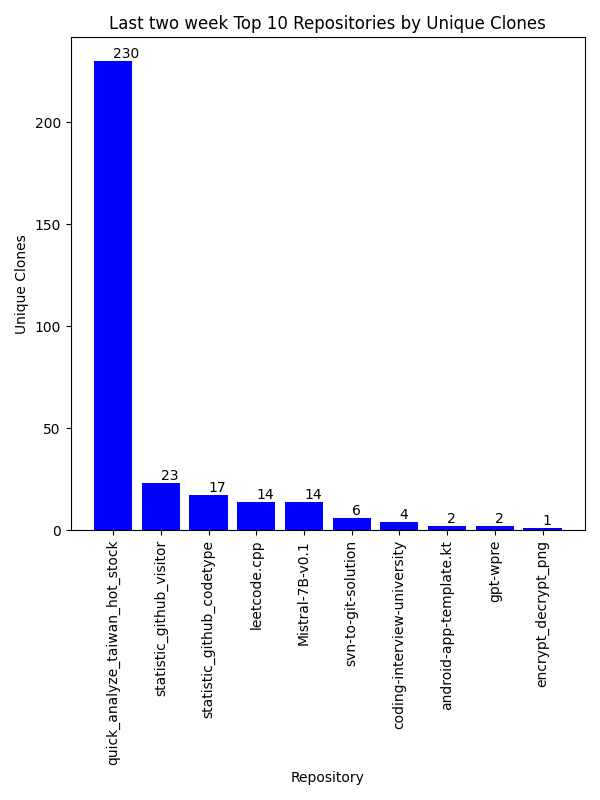 Last two week Top 10 Repositories by Unique Clones
Unique Clones
200
150
100
50
0
230
23
17
14
14
6
4
2
2
1
quick_analyze_taiwan_hot_stock
statistic_github_visitor
statistic_github_codetype
leetcode.cpp
Mistral-7B-v0.1
svn-to-git-solution
coding-interview-university
android-app-template.kt
gpt-wpre
encrypt_decrypt_png
Repository